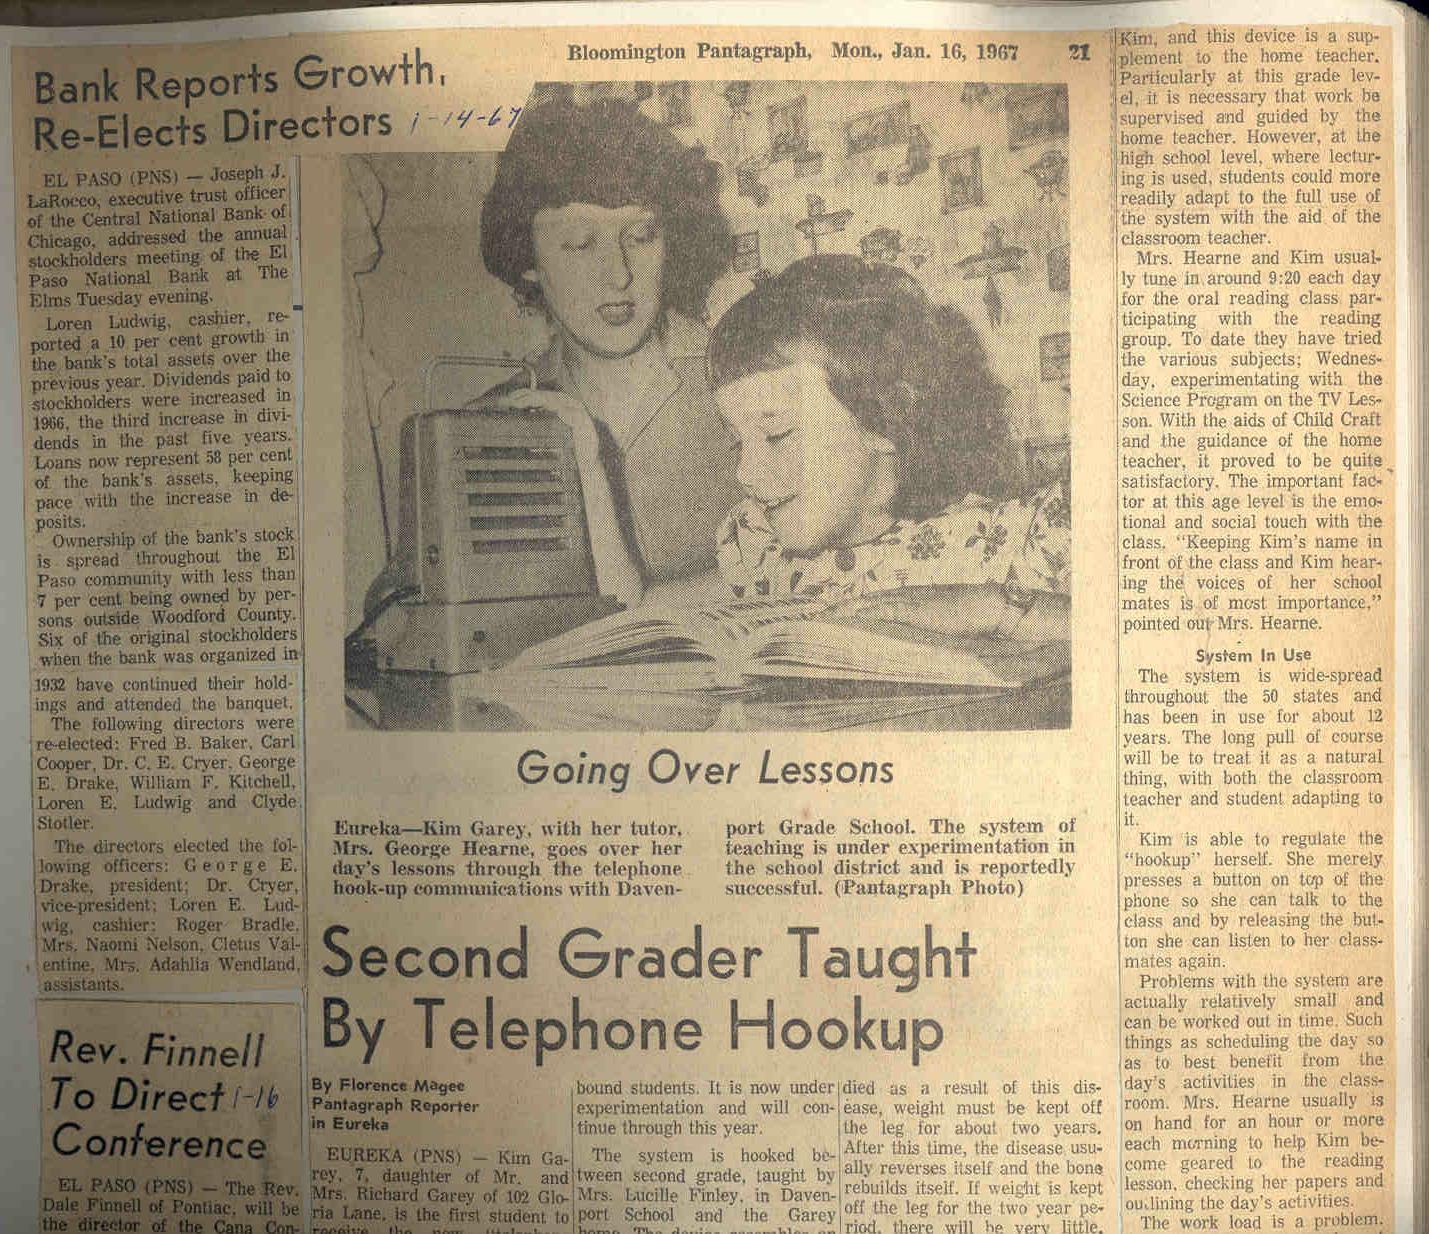 Bank Reports Growth,
Re-Elects Directors 1-14-67
EL PASO (PNS) — Joseph J.
LaRocco, executive trust officer
of the Central National Bank of
Chicago, addressed the annual
stockholders meeting of the El
Paso National Bank at The
Elms Tuesday evening.
Loren Ludwig, cashier, re-
ported a 10 per cent growth in
the bank's total assets over the
previous year. Dividends paid to
stockholders were increased in
1966, the third increase in divi-
dends in the past five years.
Loans now represent 58 per cent
of the bank's assets, keeping
pace with the increase in de-
posits.
Ownership of the bank's stock
is spread throughout the El
Paso community with less than
7 per cent being owned by per-
sons outside Woodford County.
Six of the original stockholders
when the bank was organized in
1932 have continued their hold-
ings and attended the banquet.
The following directors were
re-elected: Fred B. Baker, Carl
Cooper, Dr. C. E. Cryer, George
E. Drake, William F. Kitchell,
Loren E. Ludwig and Clyde
Stotler.
The directors elected the fol-
lowing officers: George E.
Drake, president; Dr. Cryer,
vice-president; Loren E. Lud-
wig, cashier; Roger Bradle,
Mrs. Naomi Nelson, Cletus Val-
entine, Mrs. Adahlia Wendland,
assistants.
Rev. Finnell
To Direct 1-16
Conference
EL PASO (PNS) — The Rev.
Dale Finnell of Pontiac, will be
the director of the Cana Con-
Bloomington Pantagraph, Mon., Jan. 16, 1967 21
Going Over Lessons
Eureka—Kim Garey, with her tutor,
Mrs. George Hearne, goes over her
day's lessons through the telephone
hook-up communications with Daven-
port Grade School. The system of
teaching is under experimentation in
the school district and is reportedly
successful. (Pantagraph Photo)
Second Grader Taught
By Telephone Hookup
By Florence Magee
Pantagraph Reporter
in Eureka
EUREKA (PNS) — Kim Ga-
rey, 7, daughter of Mr. and
Mrs. Richard Garey of 102 Glo-
ria Lane, is the first student to
receive the new
bound students. It is now under
experimentation and will con-
tinue through this year.
The system is hooked be-
tween second grade, taught by
Mrs. Lucille Finley, in Daven-
port School and the Garey
home. The device
died as a result of this dis-
ease, weight must be kept off
the leg for about two years.
After this time, the disease usu-
ally reverses itself and the bone
rebuilds itself. If weight is kept
off the leg for the two year pe-
riod, there will be very little,
Kim, and this device is a sup-
plement to the home teacher.
Particularly at this grade lev-
el, it is necessary that work be
supervised and guided by the
home teacher. However, at the
high school level, where lectur-
ing is used, students could more
readily adapt to the full use of
the system with the aid of the
classroom teacher.
Mrs. Hearne and Kim usual-
ly tune in around 9:20 each day
for the oral reading class par-
ticipating with the reading
group. To date they have tried
the various subjects; Wednes-
day, experimentating with the
Science Program on the TV Les-
son. With the aids of Child Craft
and the guidance of the home
teacher, it proved to be quite
satisfactory. The important fac-
tor at this age level is the emo-
tional and social touch with the
class. "Keeping Kim's name in
front of the class and Kim hear-
ing the voices of her school
mates is of most importance,"
pointed out Mrs. Hearne.
System In Use
The system is wide-spread
throughout the 50 states and
has been in use for about 12
years. The long pull of course
will be to treat it as a natural
thing, with both the classroom
teacher and student adapting to
it.
Kim is able to regulate the
"hookup" herself. She merely
presses a button on top of the
phone so she can talk to the
class and by releasing the but-
ton she can listen to her class-
mates again.
Problems with the system are
actually relatively small and
can be worked out in time. Such
things as scheduling the day so
as to best benefit from the
day's activities in the class-
room. Mrs. Hearne usually is
on hand for an hour or more
each morning to help Kim be-
come geared to the reading
lesson, checking her papers and
outlining the day's activities.
The work load is a problem.